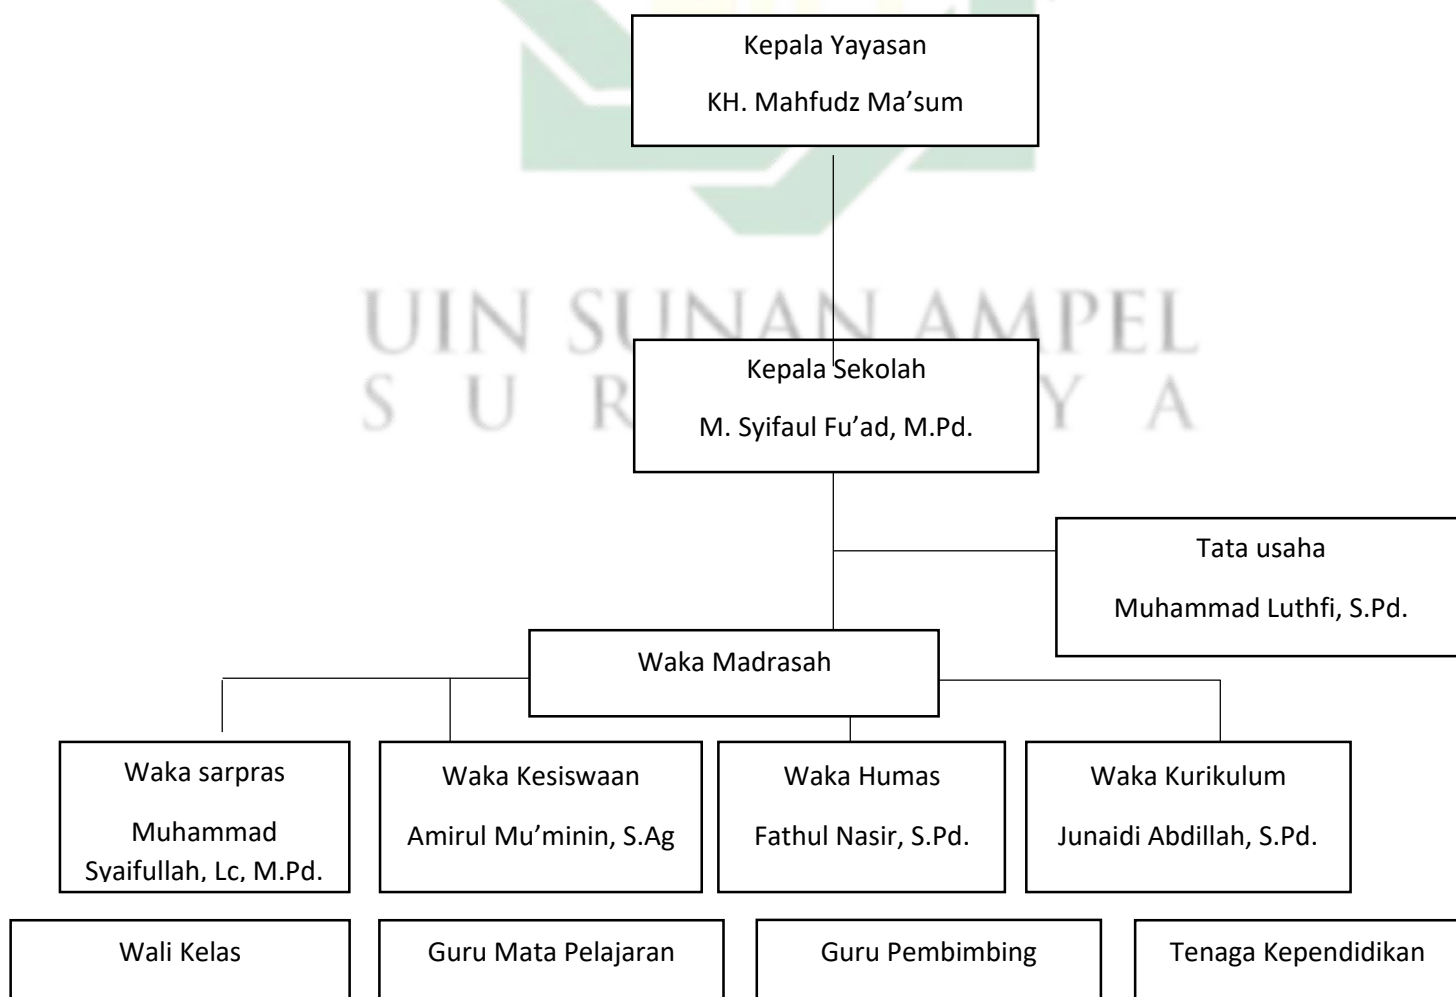 Kepala Yayasan
KH. Mahfudz Ma’sum
UIN SUNAN AMPEL
S U R Y A
Kepala Sekolah
M. Syifaul Fu’ad, M.Pd.
Tata usaha
Muhammad Luthfi, S.Pd.
Waka Madrasah
Waka sarpras
Muhammad
Syaifullah, Lc, M.Pd.
Waka Kesiswaan
Amirul Mu’minin, S.Ag
Waka Humas
Fathul Nasir, S.Pd.
Waka Kurikulum
Junaidi Abdillah, S.Pd.
Wali Kelas
Guru Mata Pelajaran
Guru Pembimbing
Tenaga Kependidikan